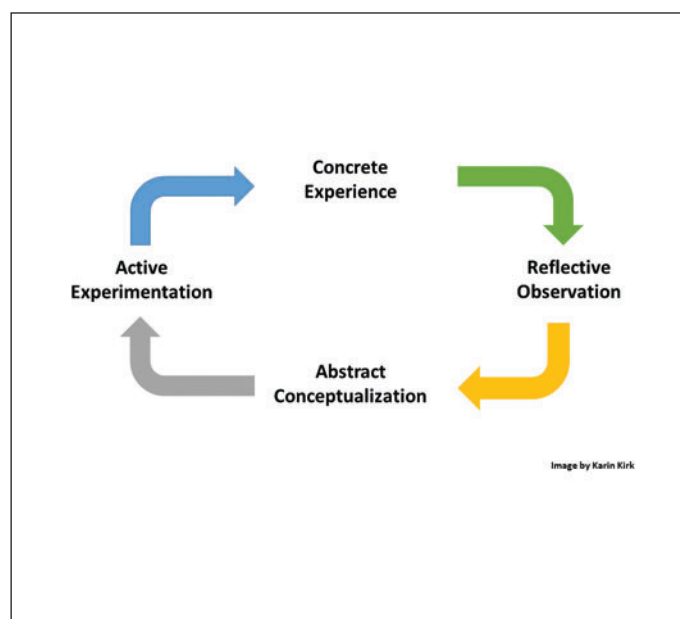 Concrete
Experience
Active
Experimentation
Reflective
Observation
Abstract
Conceptualization
Image by Karin Kirk